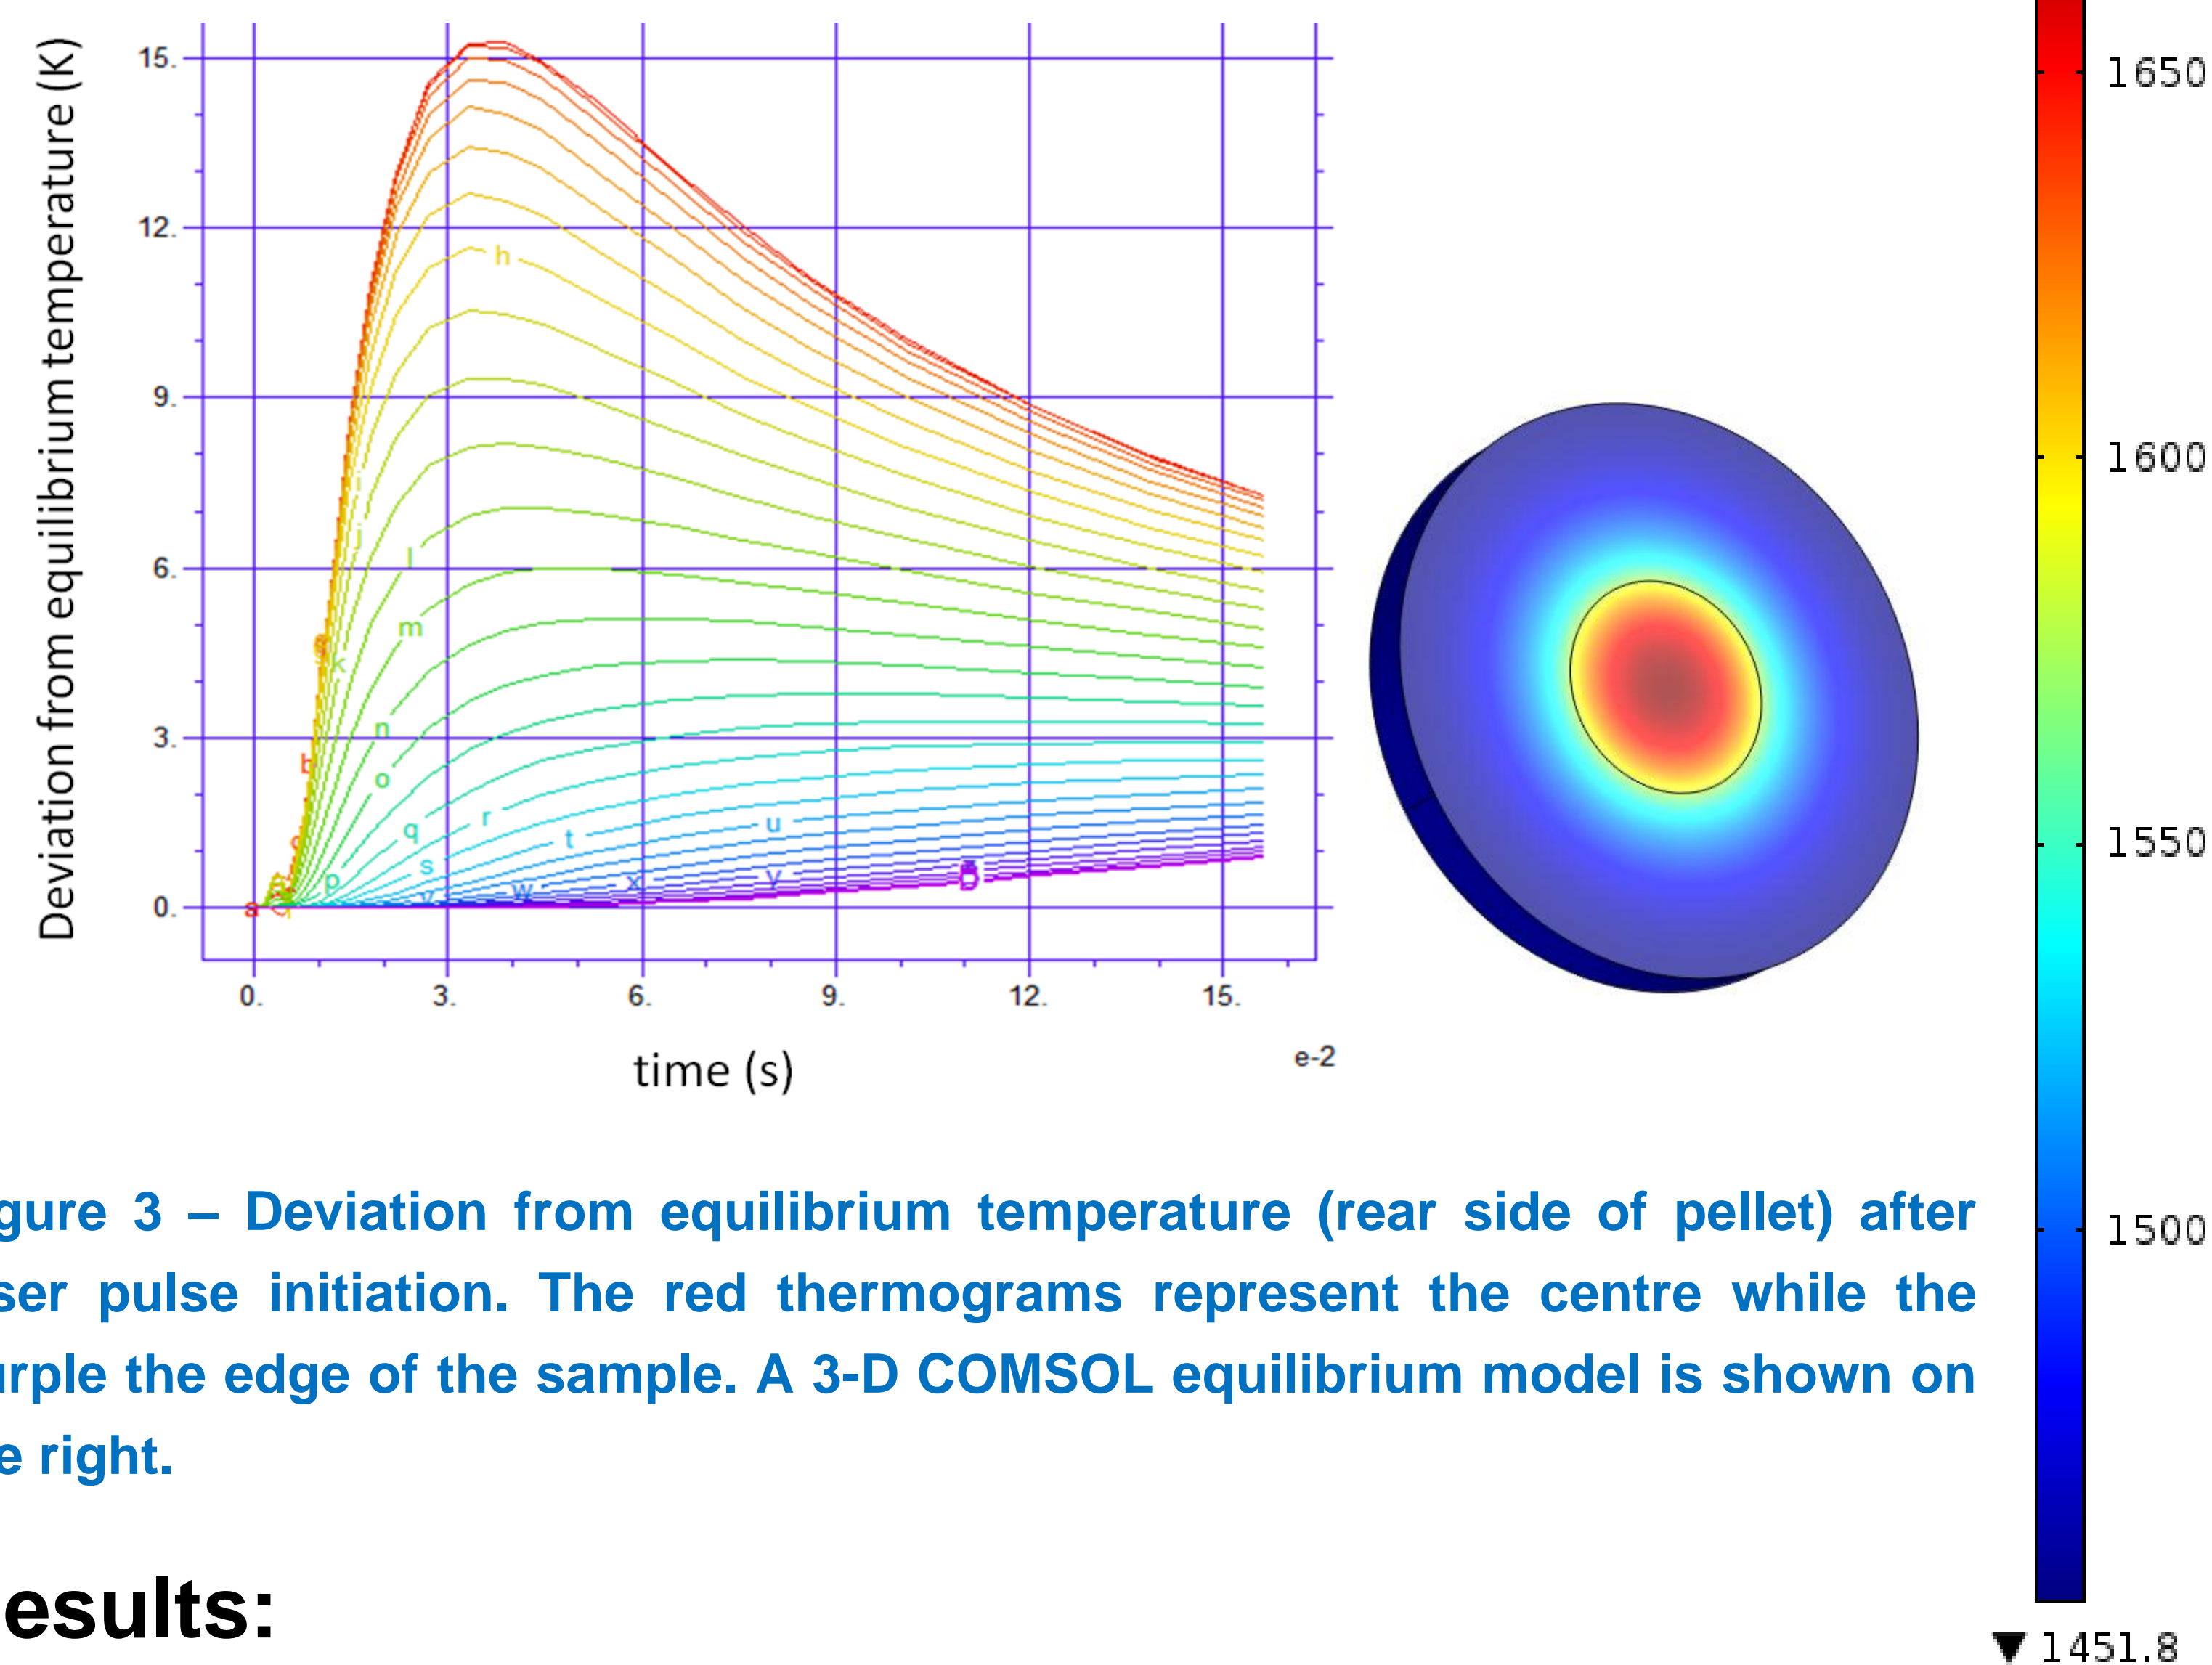 Deviation from equilibrium temperature (K)
15.
12.
9.
6.
3.
0.
h
i
j
l
k
m
n
b
o
q
r
u
t
s
p
v
w
x
y
a
0.
3.
6.
9.
12.
15.
e-2
time (s)
1650
1600
1550
1500
▼ 1451.8
gure 3 – Deviation from equilibrium temperature (rear side of pellet) after
ser pulse initiation. The red thermograms represent the centre while the
urple the edge of the sample. A 3-D COMSOL equilibrium model is shown on
e right.
esults: